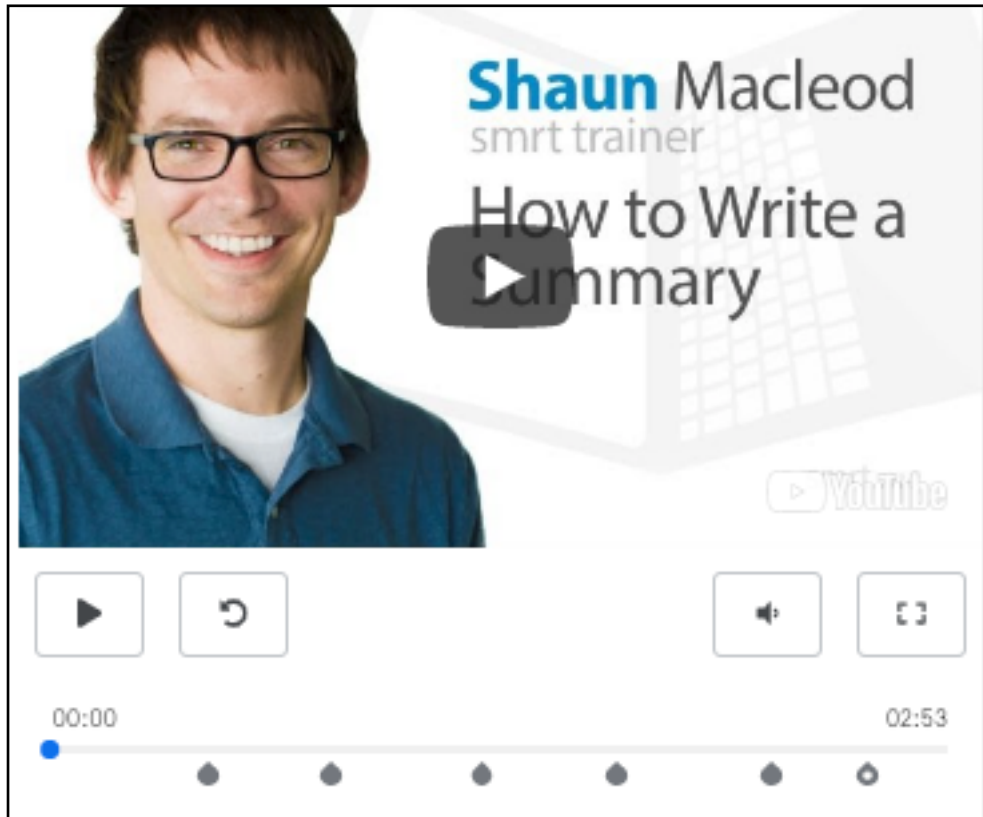 Shaun Macleod
smrt trainer
How to Write a
Summary
YouTube
00:00
02:53